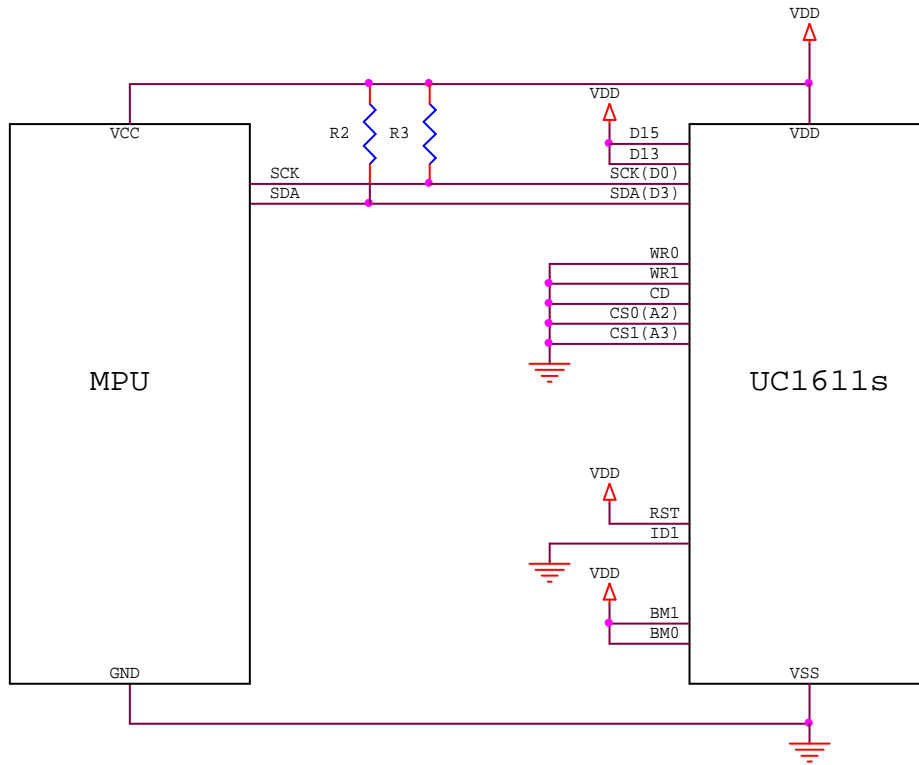 VDD
VCC
R2
R3
VDD
D15
VDD
D13
SCK
SCK(D0)
SDA
SDA(D3)
WR0
WR1
CD
CS0(A2)
CS1(A3)
MPU
UC1611s
VDD
RST
ID1
VDD
BM1
BM0
GND
VSS